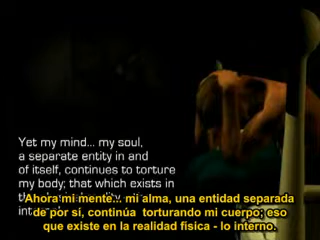 Yet my mind... my soul,
a separate entity in and
of itself, continues to torture
my body; that which exists in
Ahora mi mente... mi alma, una entidad separada
de por sí, continúa torturando mi cuerpo; eso
que existe en la realidad física - lo interno.